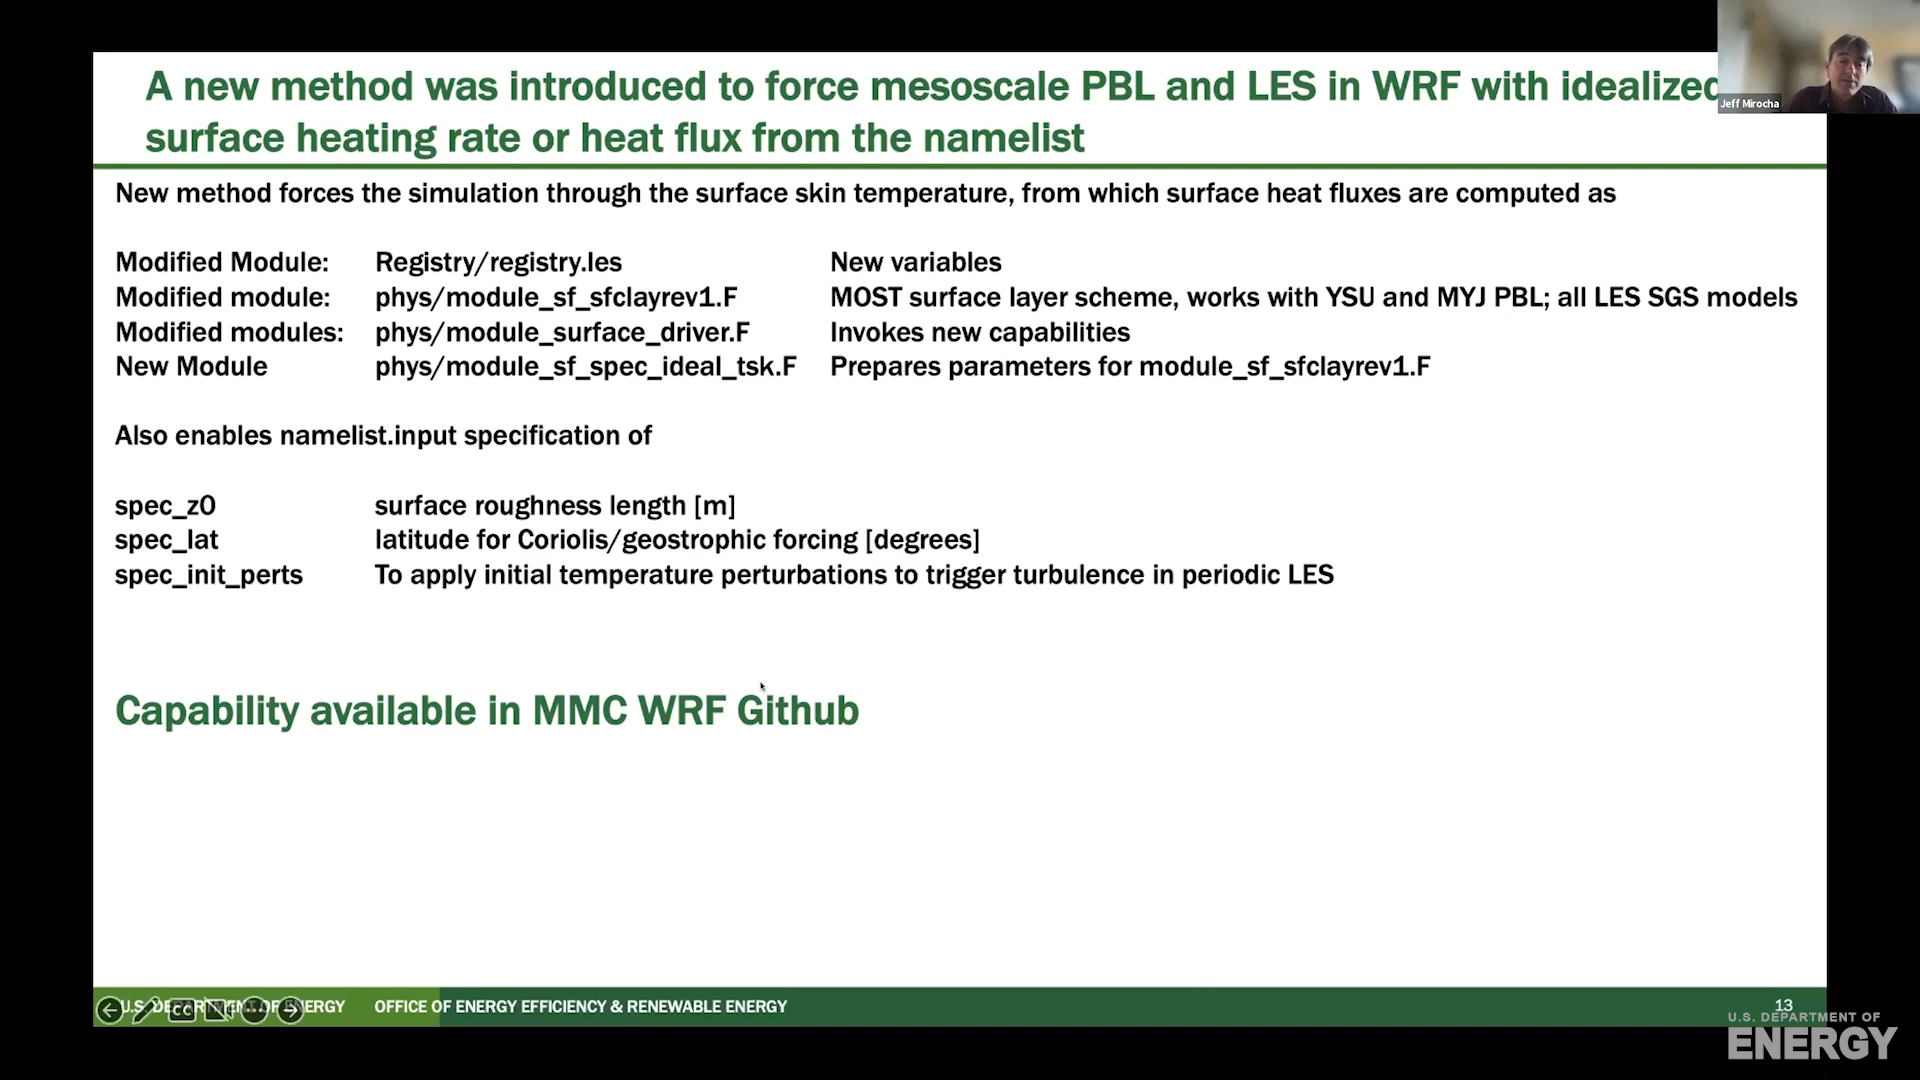 A new method was introduced to force mesoscale PBL and LES in WRF with idealized
surface heating rate or heat flux from the namelist
Jeff Mirocha
New method forces the simulation through the surface skin temperature, from which surface heat fluxes are computed as
Modified Module: Registry/registry.les New variables
Modified module: phys/module_sf_sfclayrev1.F MOST surface layer scheme, works with YSU and MYJ PBL; all LES SGS models
Modified modules: phys/module_surface_driver.F Invokes new capabilities
New Module phys/module_sf_spec_ideal_tsk.F Prepares parameters for module_sf_sfclayrev1.F
Also enables namelist.input specification of
spec_z0 surface roughness length [m]
spec_lat latitude for Coriolis/geostrophic forcing [degrees]
spec_init_perts To apply initial temperature perturbations to trigger turbulence in periodic LES
Capability available in MMC WRF Github
U.S. DEPARTMENT OF ENERGY OFFICE OF ENERGY EFFICIENCY & RENEWABLE ENERGY 13
CC
U.S. DEPARTMENT OF
ENERGY